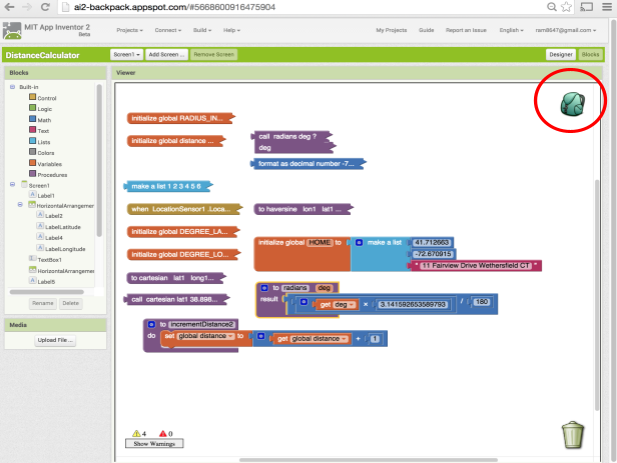 ai2-backpack.appspot.com/#5668600916475904
MIT App Inventor 2
Beta
Projects Connect Build Help
My Projects Guide Report an Issue English ram8647@gmail.com
DistanceCalculator
Screen1 Add Screen ... Remove Screen
Designer Blocks
Blocks
Viewer
Built-in
Control
Logic
Math
Text
Lists
Colors
Variables
Procedures
Screen1
Label1
HorizontalArrangemer
Label2
LabelLatitude
Label4
LabelLongitude
TextBox1
HorizontalArrangemer
Label8
Rename Delete
Media
Upload File ...
initialize global RADIUS_IN...
initialize global distance ...
call radians deg ?
deg
format as decimal number -7...
make a list 1 2 3 4 5 6
when LocationSensor1 .Loca...
to haversine lon1 lat1 ...
initialize global DEGREE_LA...
initialize global DEGREE_LO...
initialize global HOME to make a list 41.712663
-72.670915
" 11 Fairview Drive Wethersfield CT "
to cartesian lat1 long1...
call cartesian lat1 38.898...
to radians deg
result get deg × 3.141592653589793 / 180
to incrementDistance2
do set global distance to get global distance + 1
4 0
Show Warnings